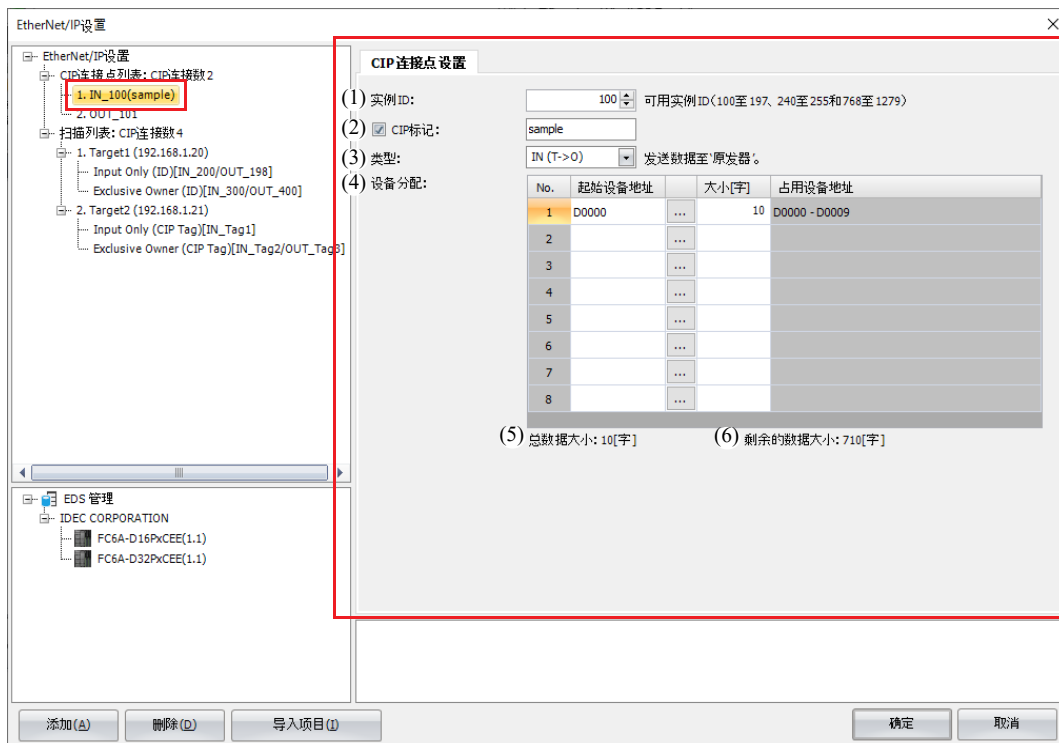 EtherNet/IP设置
EtherNet/IP设置
CIP连接点列表: CIP连接数2
1. IN_100(sample)
2. OUT_101
扫描列表: CIP连接数4
1. Target1 (192.168.1.20)
Input Only (ID)[IN_200/OUT_198]
Exclusive Owner (ID)[IN_300/OUT_400]
2. Target2 (192.168.1.21)
Input Only (CIP Tag)[IN_Tag1]
Exclusive Owner (CIP Tag)[IN_Tag2/OUT_Tag3]
EDS 管理
IDEC CORPORATION
FC6A-D16PxCEE(1.1)
FC6A-D32PxCEE(1.1)
CIP连接点设置
(1) 实例ID: 100 可用实例ID(100至197、240至255和768至1279)
(2) CIP标记: sample
(3) 类型: IN (T->O) 发送数据至'原发器'。
(4) 设备分配:
No. 起始设备地址 大小[字] 占用设备地址
1 D0000 ... 10 D0000 - D0009
2 ...
3 ...
4 ...
5 ...
6 ...
7 ...
8 ...
(5) 总数据大小: 10[字] (6) 剩余的数据大小: 710[字]
添加(A) 删除(D) 导入项目(I) 确定 取消